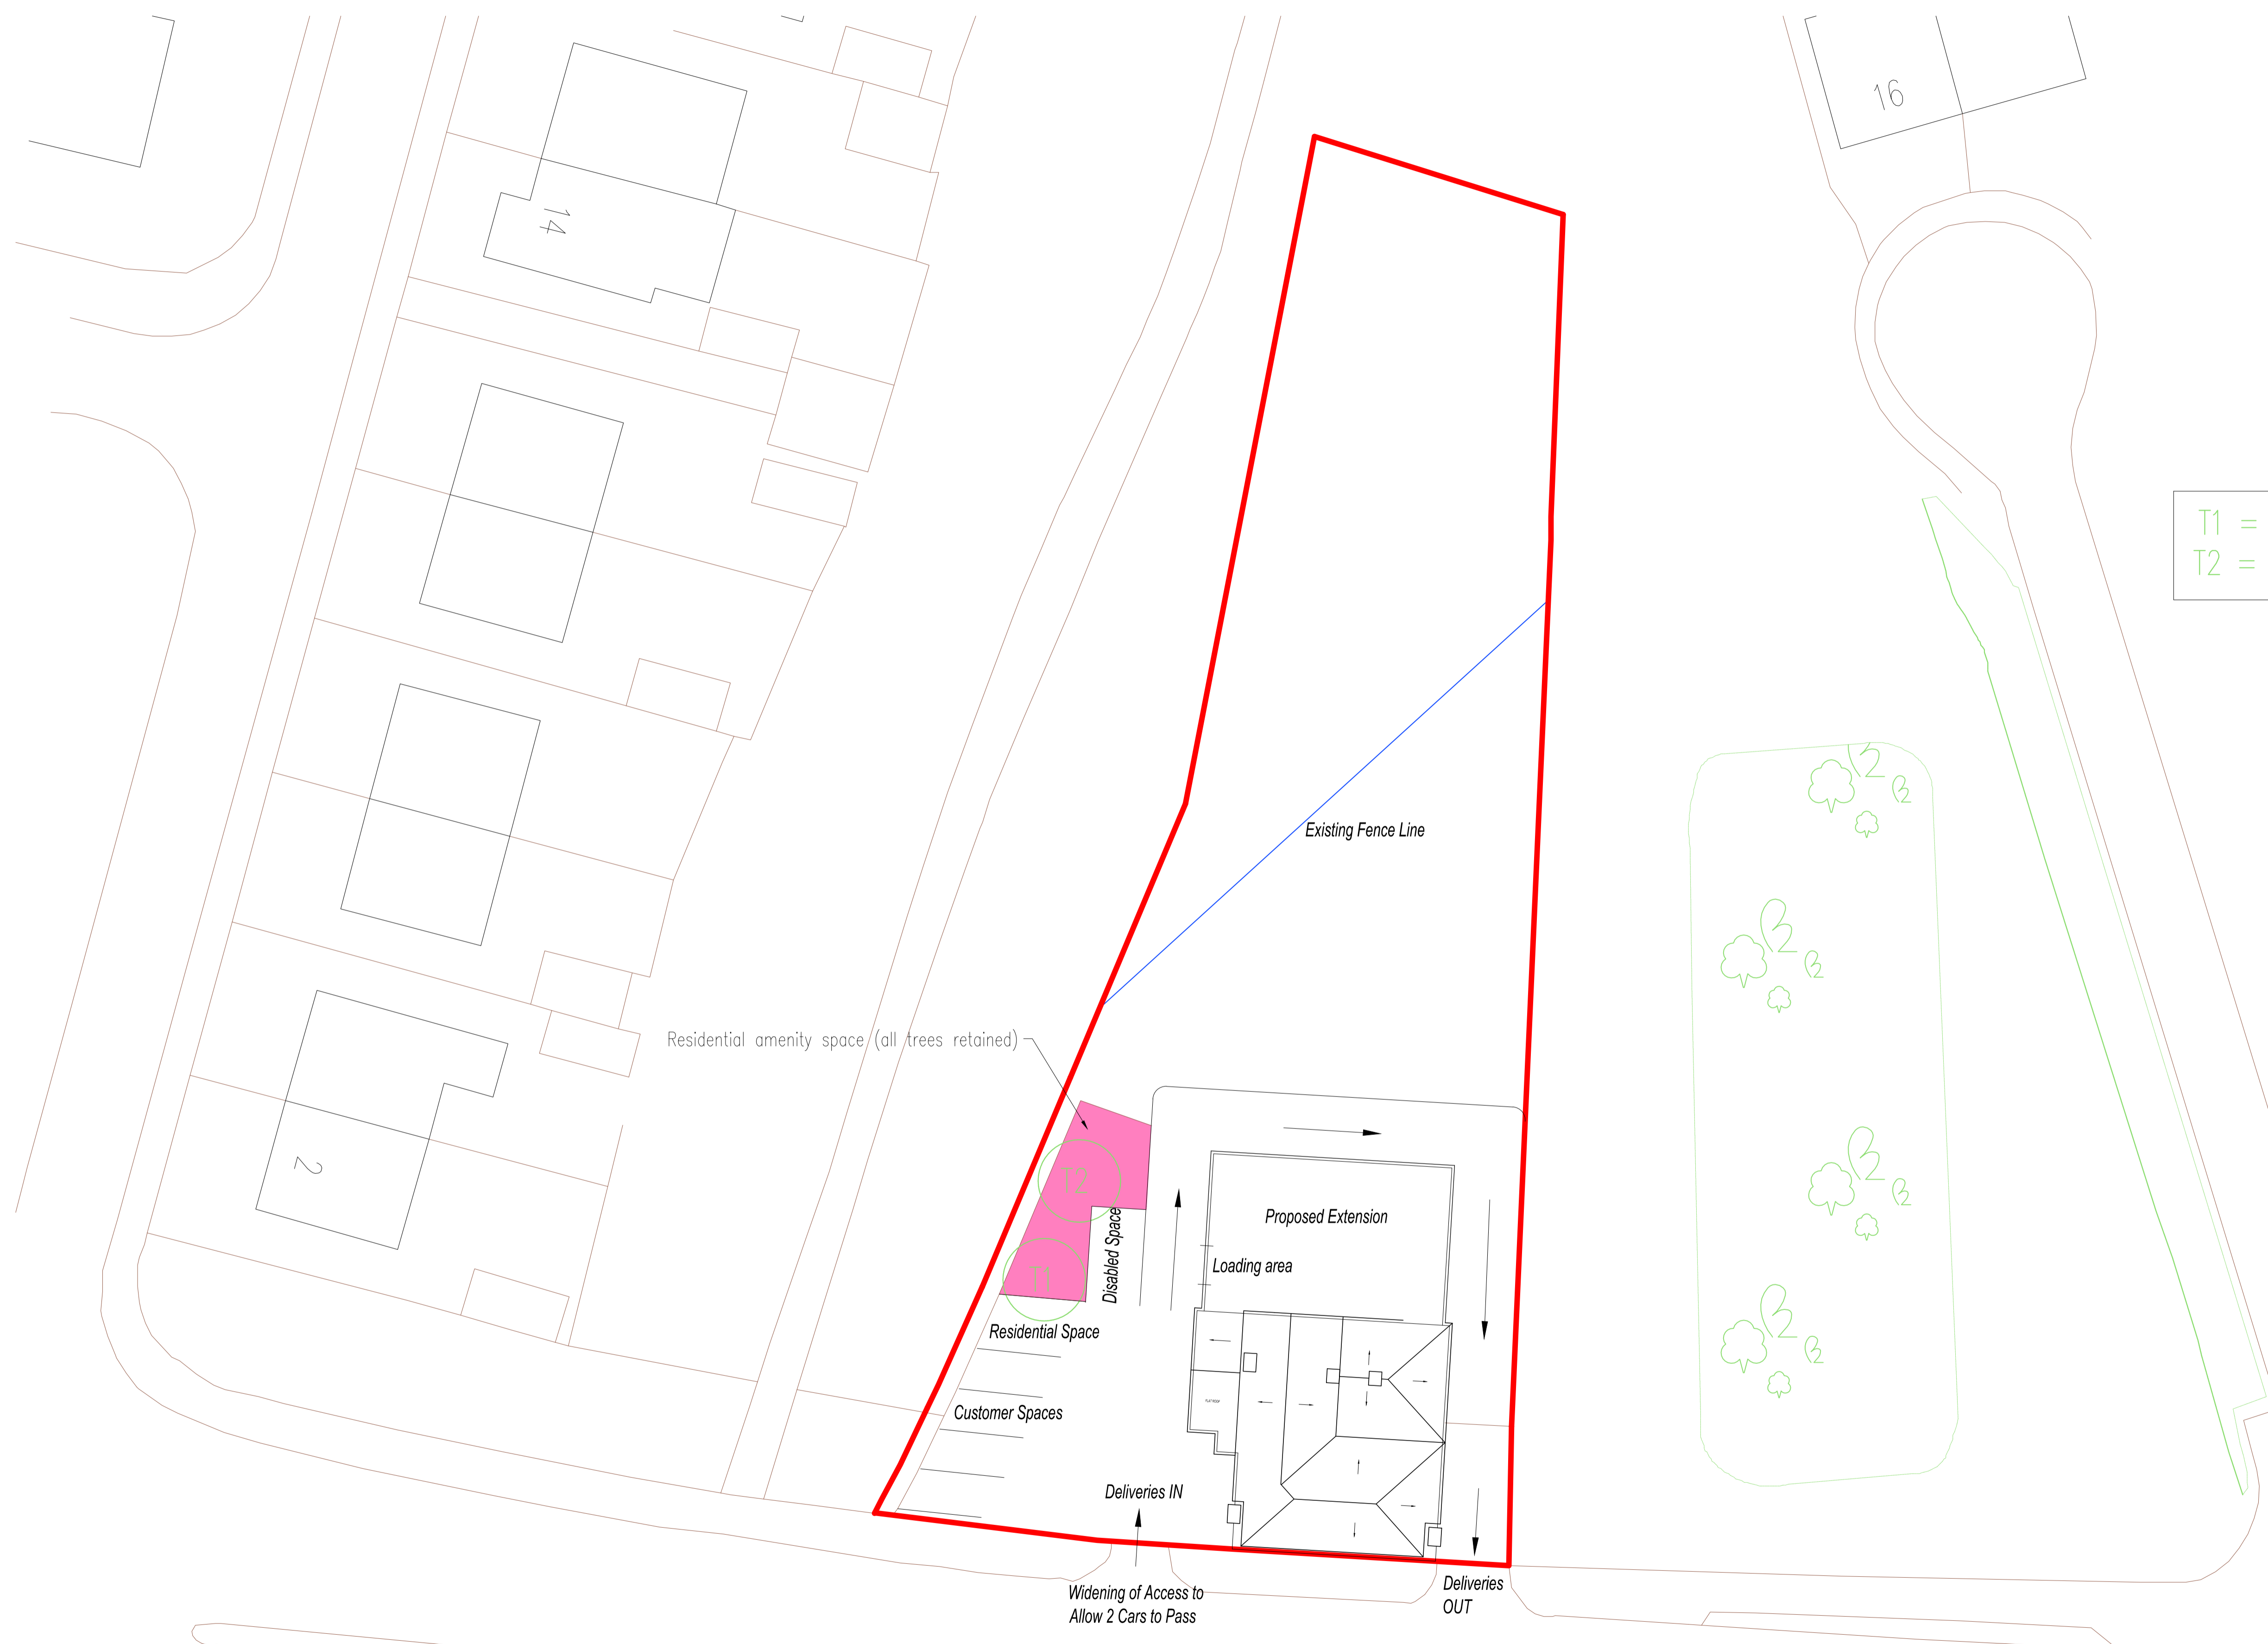 16
14
T1 =
T2 =
Existing Fence Line
Residential amenity space (all trees retained)
T2
2
Disabled Space
Proposed Extension
Loading area
T1
Residential Space
FLAT ROOF
Customer Spaces
Deliveries IN
Widening of Access to
Allow 2 Cars to Pass
Deliveries
OUT